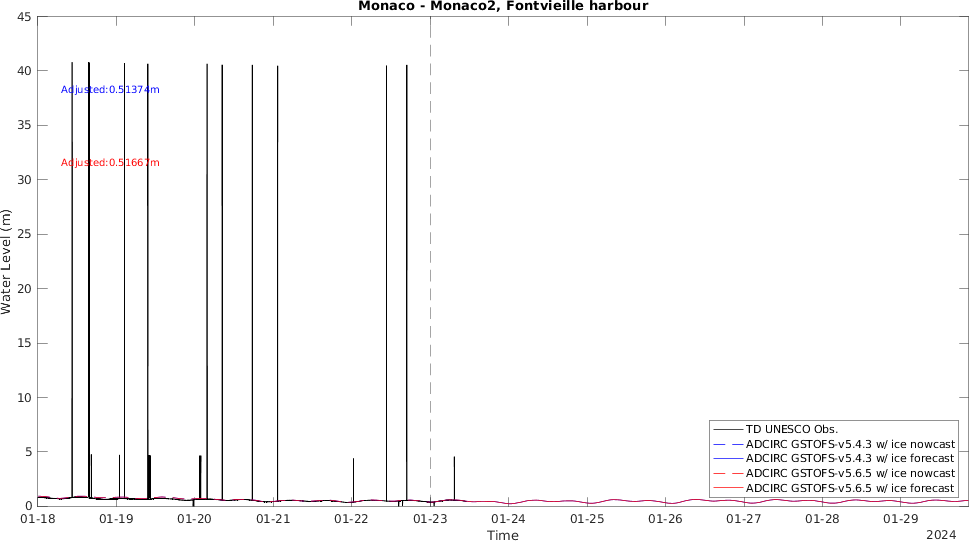 Monaco - Monaco2, Fontvieille harbour
45
40
35
30
25
20
15
10
5
0
Water Level (m)
Adjusted:0.51374m
Adjusted:0.51667m
TD UNESCO Obs.
ADCIRC GSTOFS-v5.4.3 w/ ice nowcast
ADCIRC GSTOFS-v5.4.3 w/ ice forecast
ADCIRC GSTOFS-v5.6.5 w/ ice nowcast
ADCIRC GSTOFS-v5.6.5 w/ ice forecast
01-18 01-19 01-20 01-21 01-22 01-23 01-24 01-25 01-26 01-27 01-28 01-29
Time
2024